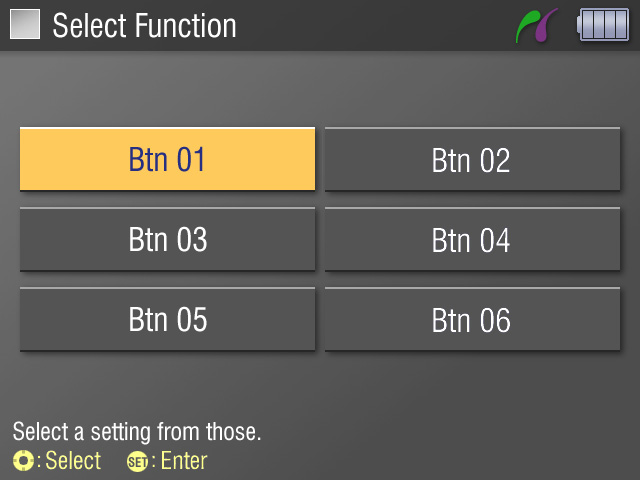 Select Function
Btn 01 Btn 02
Btn 03 Btn 04
Btn 05 Btn 06
Select a setting from those.
: Select SET : Enter